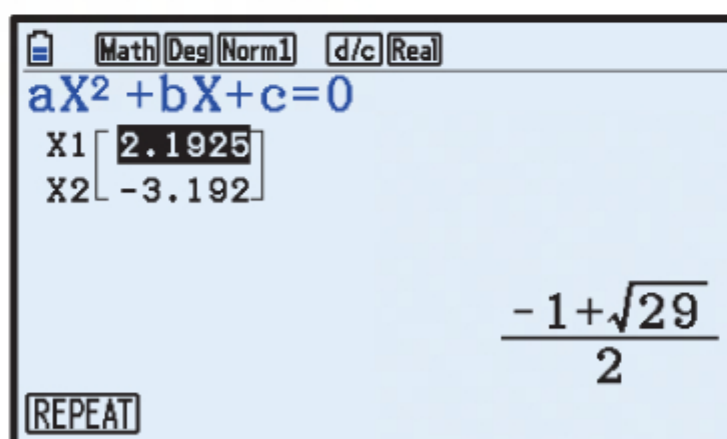 Math Deg Norm1 d/c Real
aX² +bX+c=0
X1[ 2.1925]
X2[ -3.192]
-1+√29
2
REPEAT